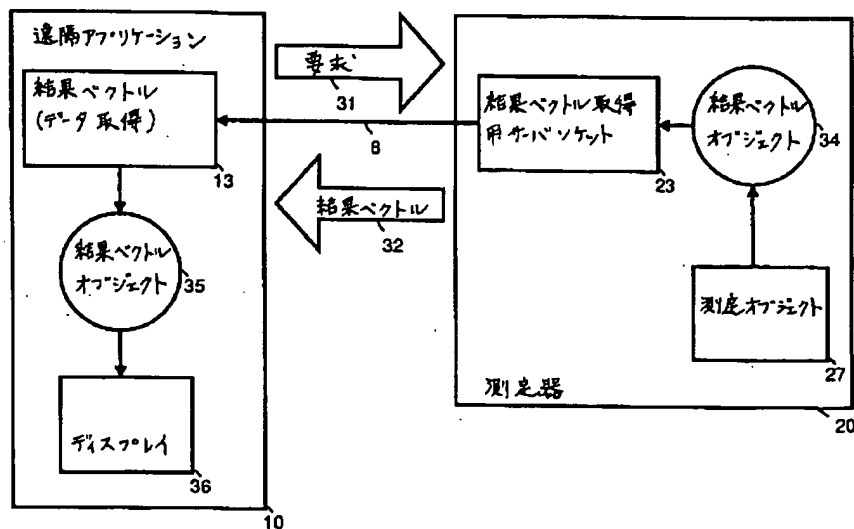 遠隔アプリケーション
結果ベクトル
(データ取得)
13
結果ベクトル
オブジェクト
35
ディスプレイ
36
10
要求
31
8
結果ベクトル
32
結果ベクトル取得
用サーバソケット
23
結果ベクトル
オブジェクト
34
測定オブジェクト
27
測定器
20